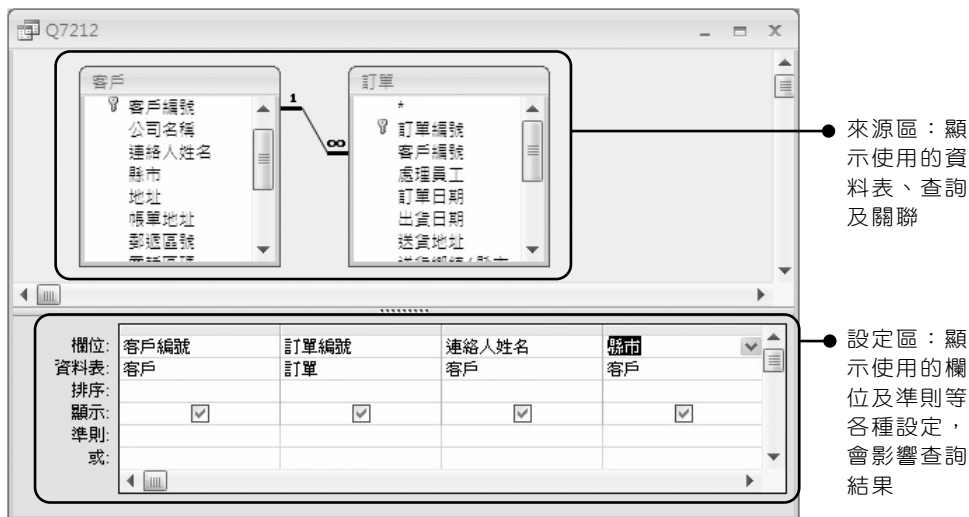 Q7212
客戶
客戶編號
公司名稱
連絡人姓名
縣市
地址
帳單地址
郵遞區號
1
∞
訂單
*
訂單編號
客戶編號
處理員工
訂單日期
出貨日期
送貨地址
來源區：顯
示使用的資
料表、查詢
及關聯
欄位: 客戶編號 訂單編號 連絡人姓名 縣市
資料表: 客戶 訂單 客戶 客戶
排序:
顯示:
準則:
或:
設定區：顯
示使用的欄
位及準則等
各種設定，
會影響查詢
結果